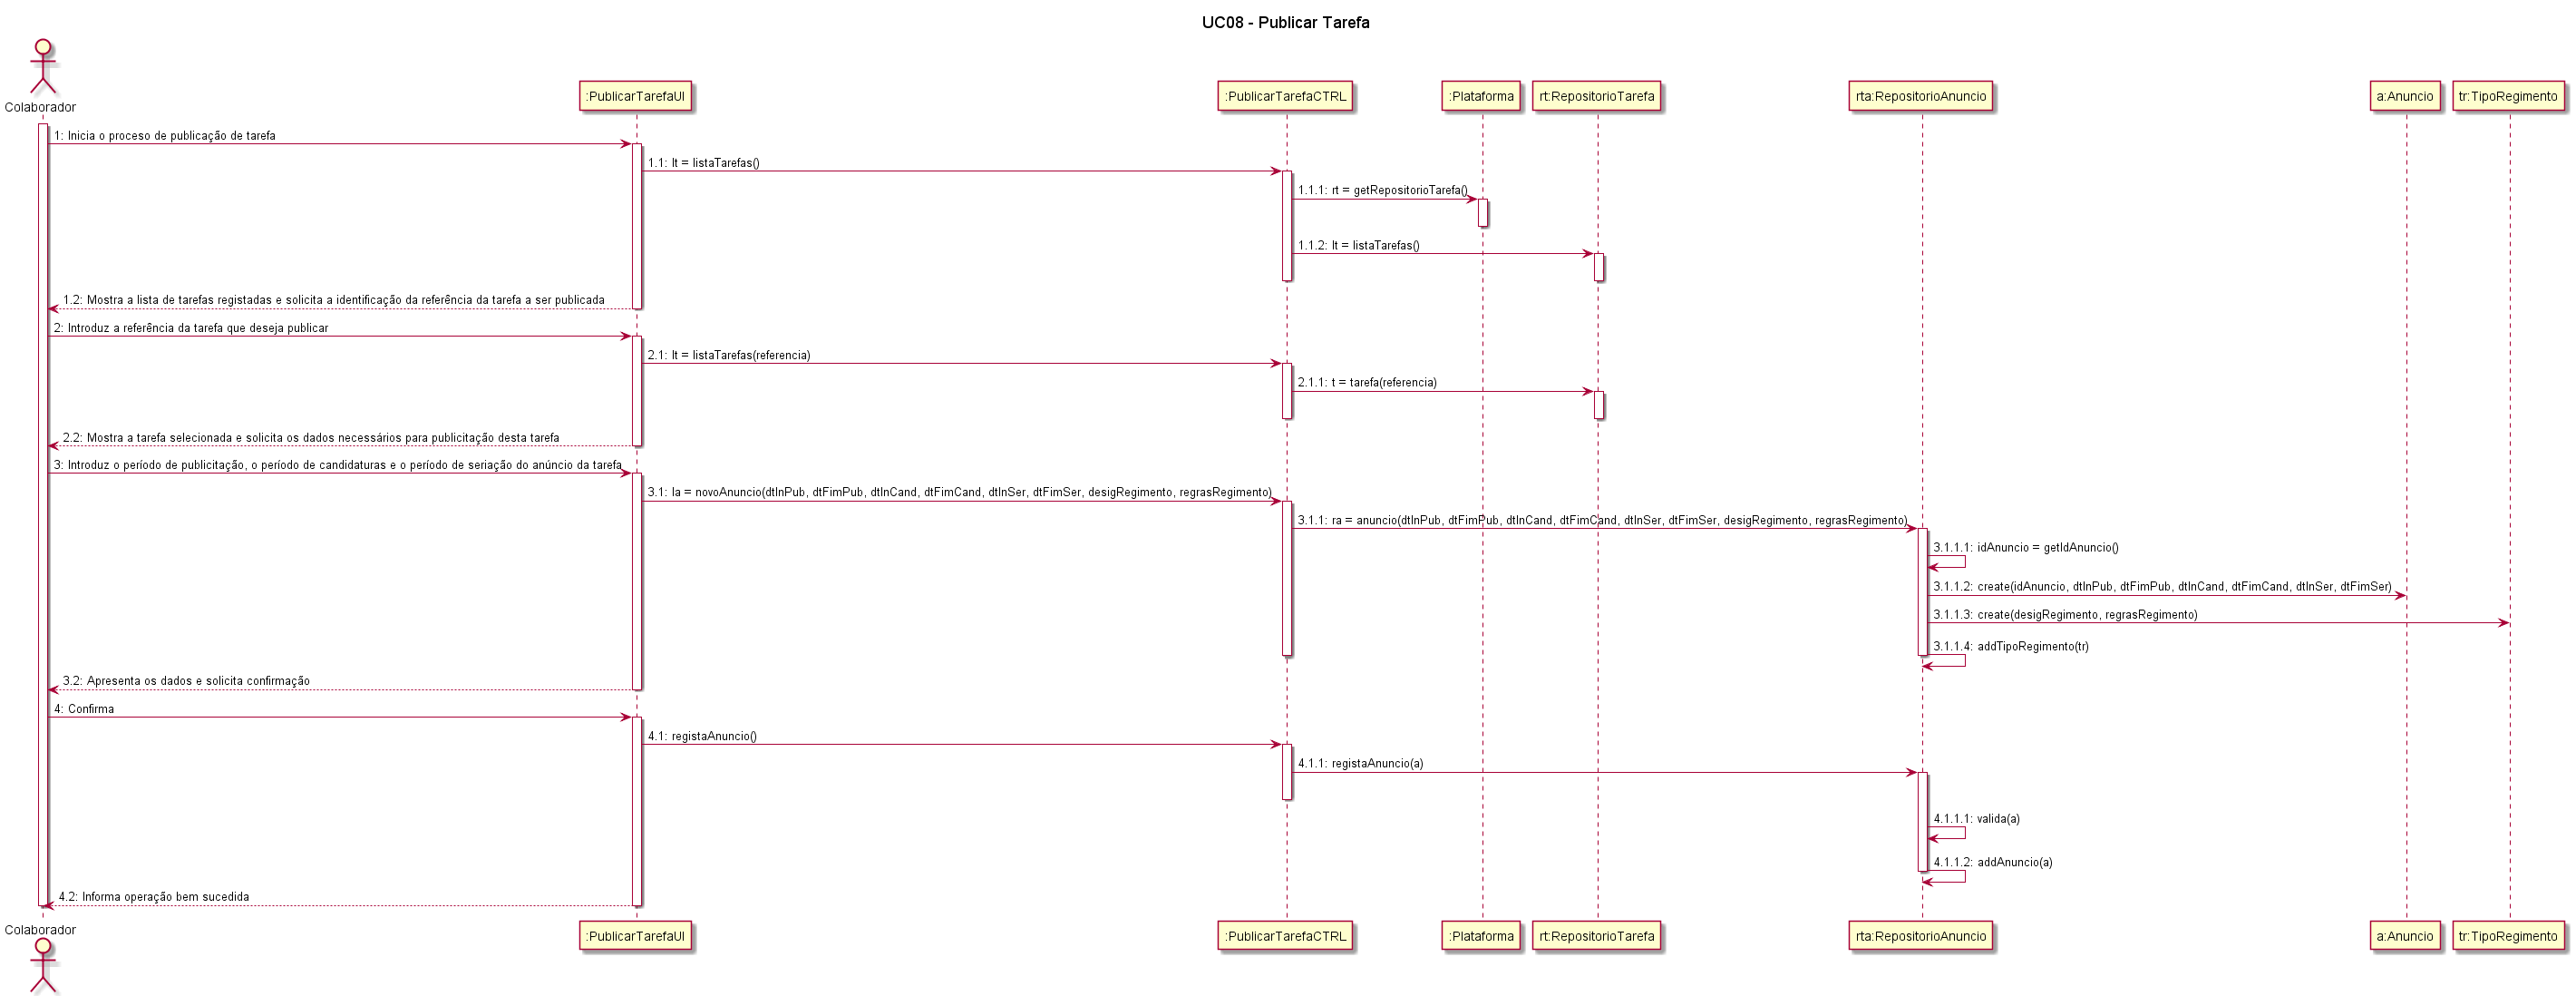 UC08 - Publicar Tarefa
Colaborador
:PublicarTarefaUI
:PublicarTarefaCTRL
:Plataforma
rt:RepositorioTarefa
rta:RepositorioAnuncio
a:Anuncio
tr:TipoRegimento
1: Inicia o processo de publicação de tarefa
1.1: lt = listaTarefas()
1.1.1: rt = getRepositorioTarefa()
1.1.2: lt = listaTarefas()
1.2: Mostra a lista de tarefas registadas e solicita a identificação da referência da tarefa a ser publicada
2: Introduz a referência da tarefa que deseja publicar
2.1: lt = listaTarefas(referencia)
2.1.1: t = tarefa(referencia)
2.2: Mostra a tarefa selecionada e solicita os dados necessários para publicitação desta tarefa
3: Introduz o período de publicitação, o período de candidaturas e o período de seriação do anúncio da tarefa
3.1: la = novoAnuncio(dtInPub, dtFimPub, dtInCand, dtFimCand, dtInSer, dtFimSer, desigRegimento, regrasRegimento)
3.1.1: ra = anuncio(dtInPub, dtFimPub, dtInCand, dtFimCand, dtInSer, dtFimSer, desigRegimento, regrasRegimento)
3.1.1.1: idAnuncio = getIdAnuncio()
3.1.1.2: create(idAnuncio, dtInPub, dtFimPub, dtInCand, dtFimCand, dtInSer, dtFimSer)
3.1.1.3: create(desigRegimento, regrasRegimento)
3.1.1.4: addTipoRegimento(tr)
3.2: Apresenta os dados e solicita confirmação
4: Confirma
4.1: registaAnuncio()
4.1.1: registaAnuncio(a)
4.1.1.1: valida(a)
4.1.1.2: addAnuncio(a)
4.2: Informa operação bem sucedida
Colaborador
:PublicarTarefaUI
:PublicarTarefaCTRL
:Plataforma
rt:RepositorioTarefa
rta:RepositorioAnuncio
a:Anuncio
tr:TipoRegimento